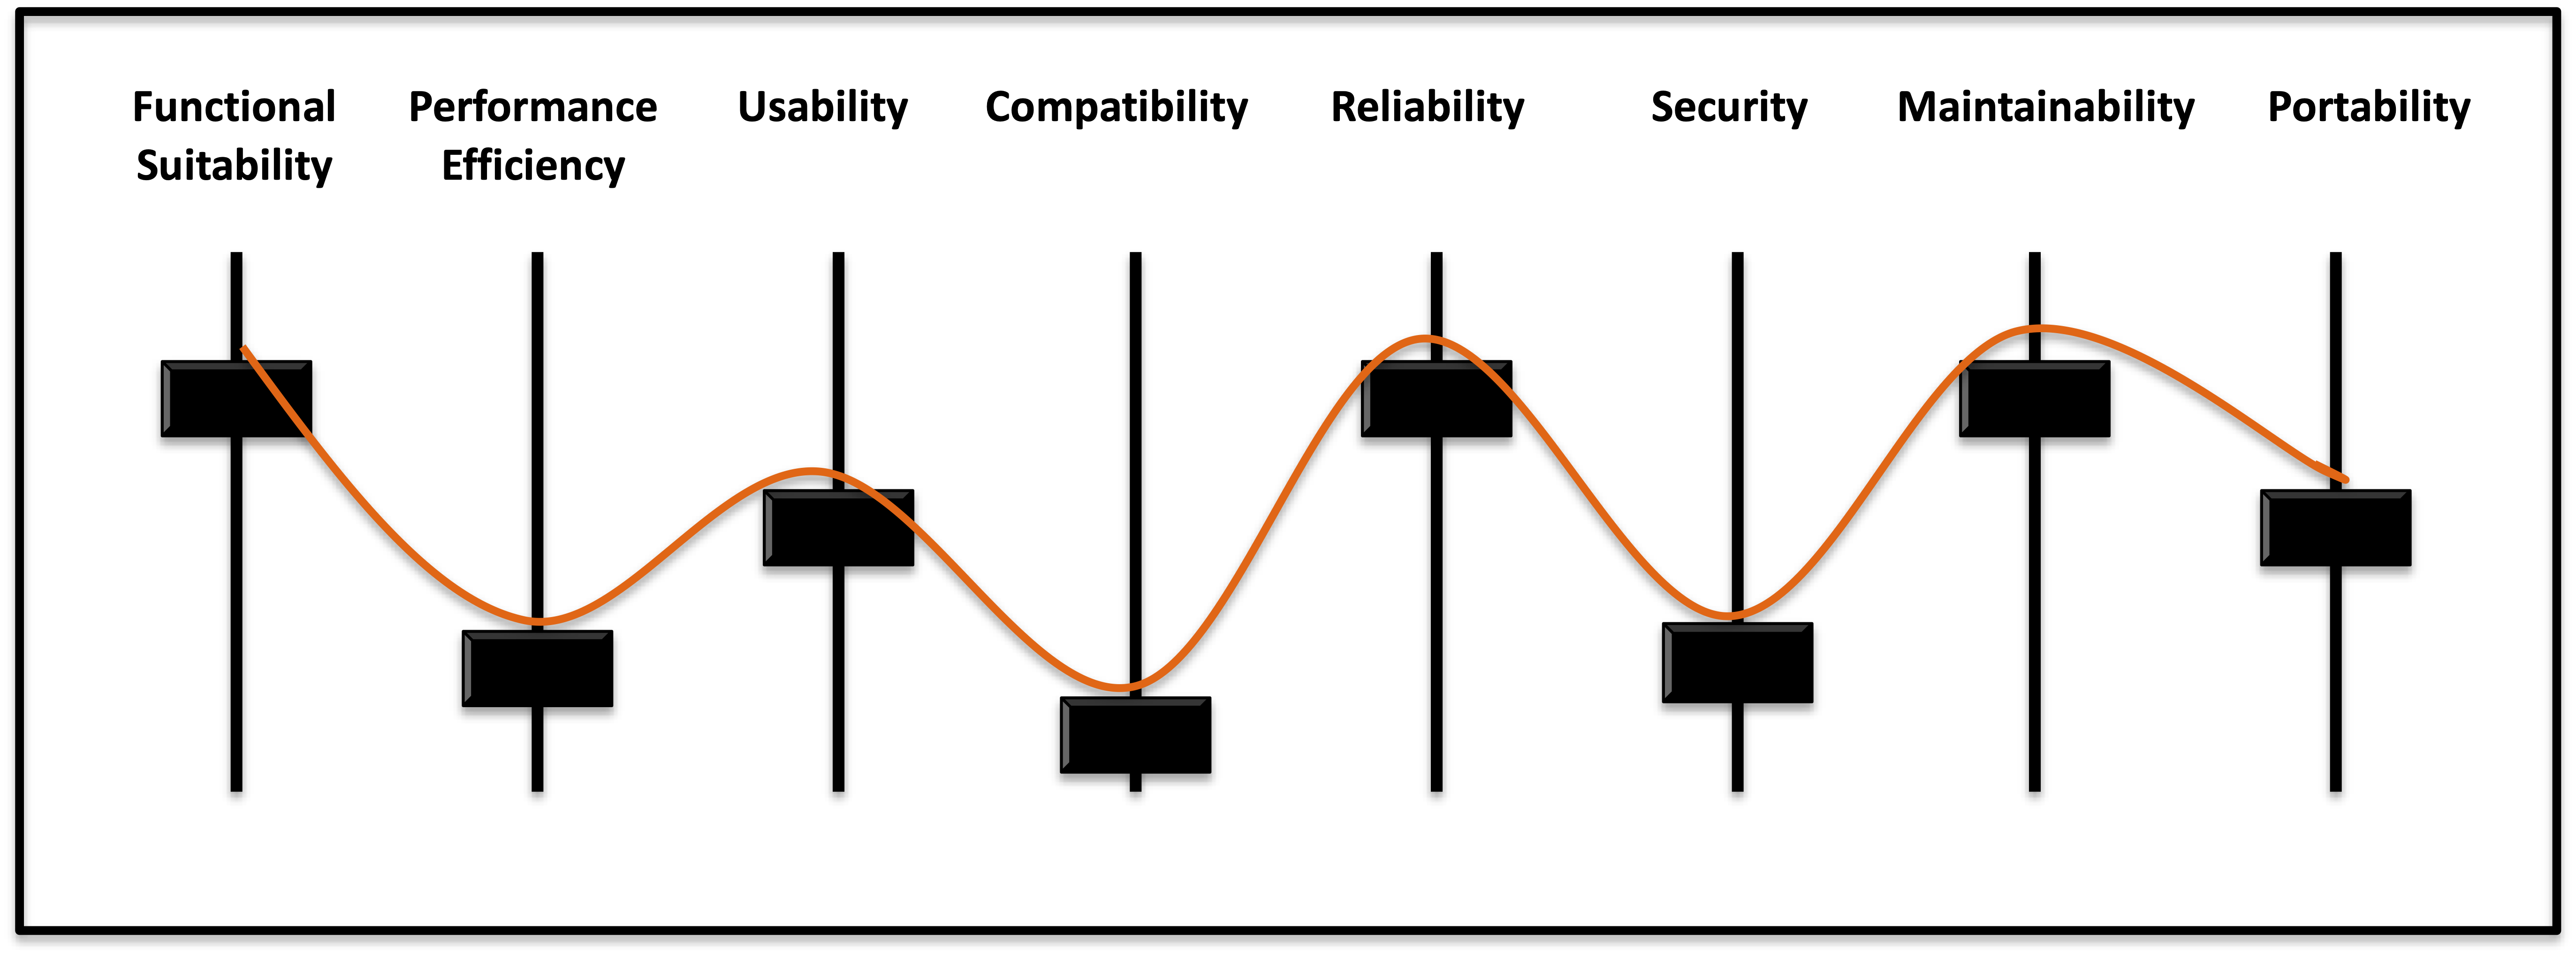 Functional Suitability
Performance Efficiency
Usability
Compatibility
Reliability
Security
Maintainability
Portability